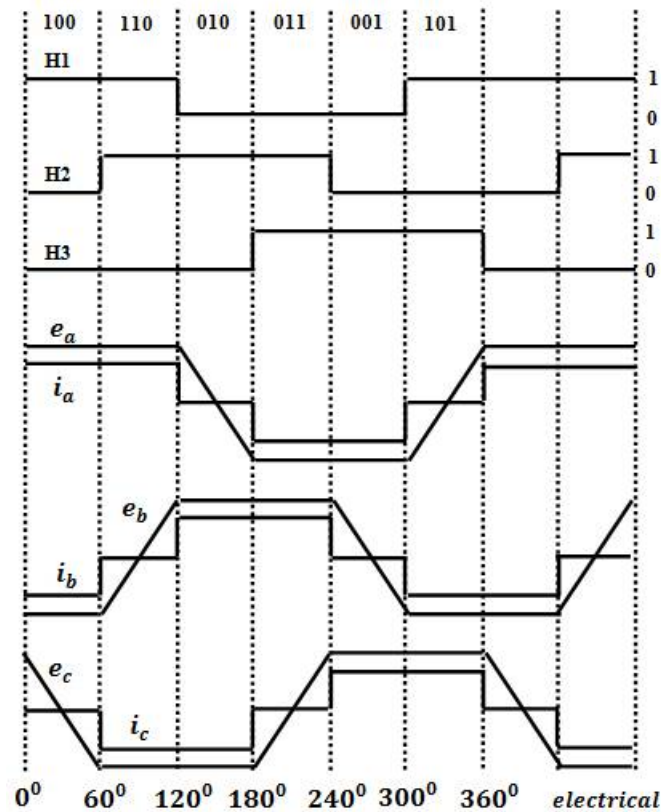 100 110 010 011 001 101
H1
1
0
H2
1
0
H3
1
0
e_a
i_a
e_b
i_b
e_c
i_c
0⁰ 60⁰ 120⁰ 180⁰ 240⁰ 300⁰ 360⁰ electrical